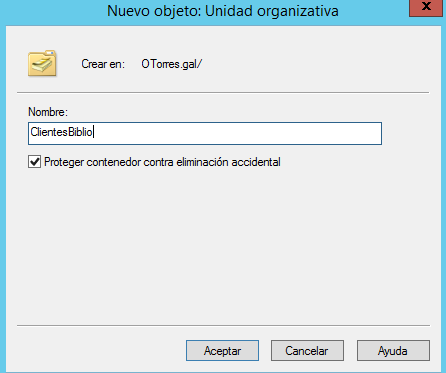 Nuevo objeto: Unidad organizativa
x
Crear en: OTorres.gal/
Nombre:
ClientesBiblio
Proteger contenedor contra eliminación accidental
Aceptar Cancelar Ayuda